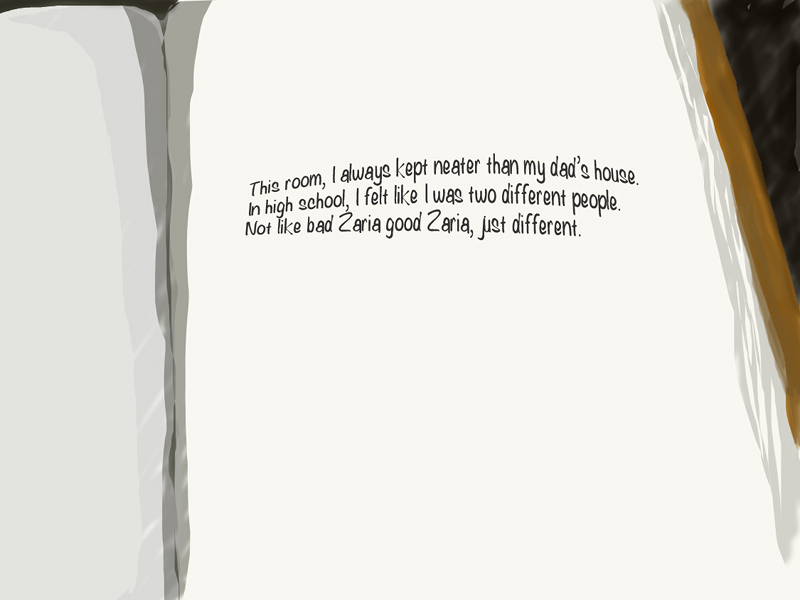 This room, I always kept neater than my dad's house.
In high school, I felt like I was two different people.
Not like bad Zaria good Zaria, just different.